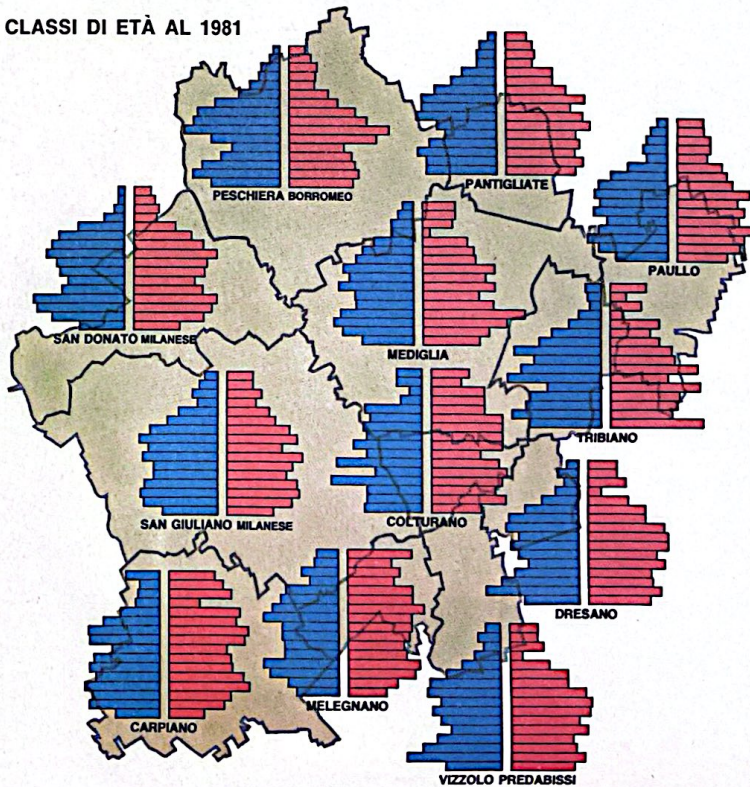 CLASSI DI ETÀ AL 1981
PESCHIERA BORROMEO
PANTIGLIATE
PAULLO
SAN DONATO MILANESE
MEDIGLIA
TRIBIANO
SAN GIULIANO MILANESE
COLTURANO
DRESANO
CARPIANO
MELEGNANO
VIZZOLO PREDABISSI